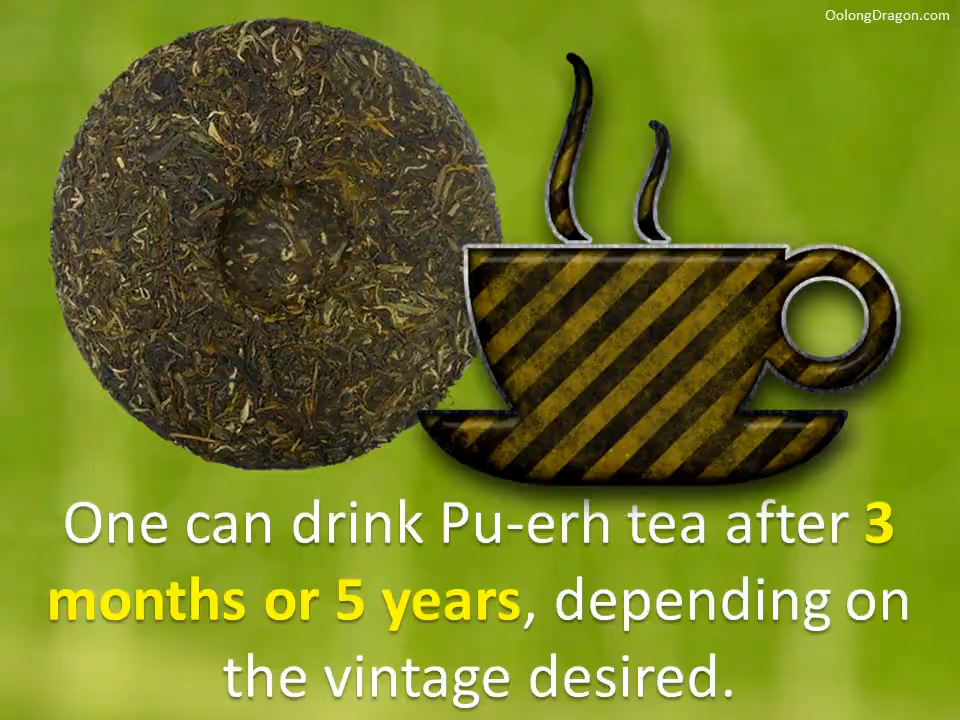 OolongDragon.com
One can drink Pu-erh tea after 3
months or 5 years, depending on
the vintage desired.